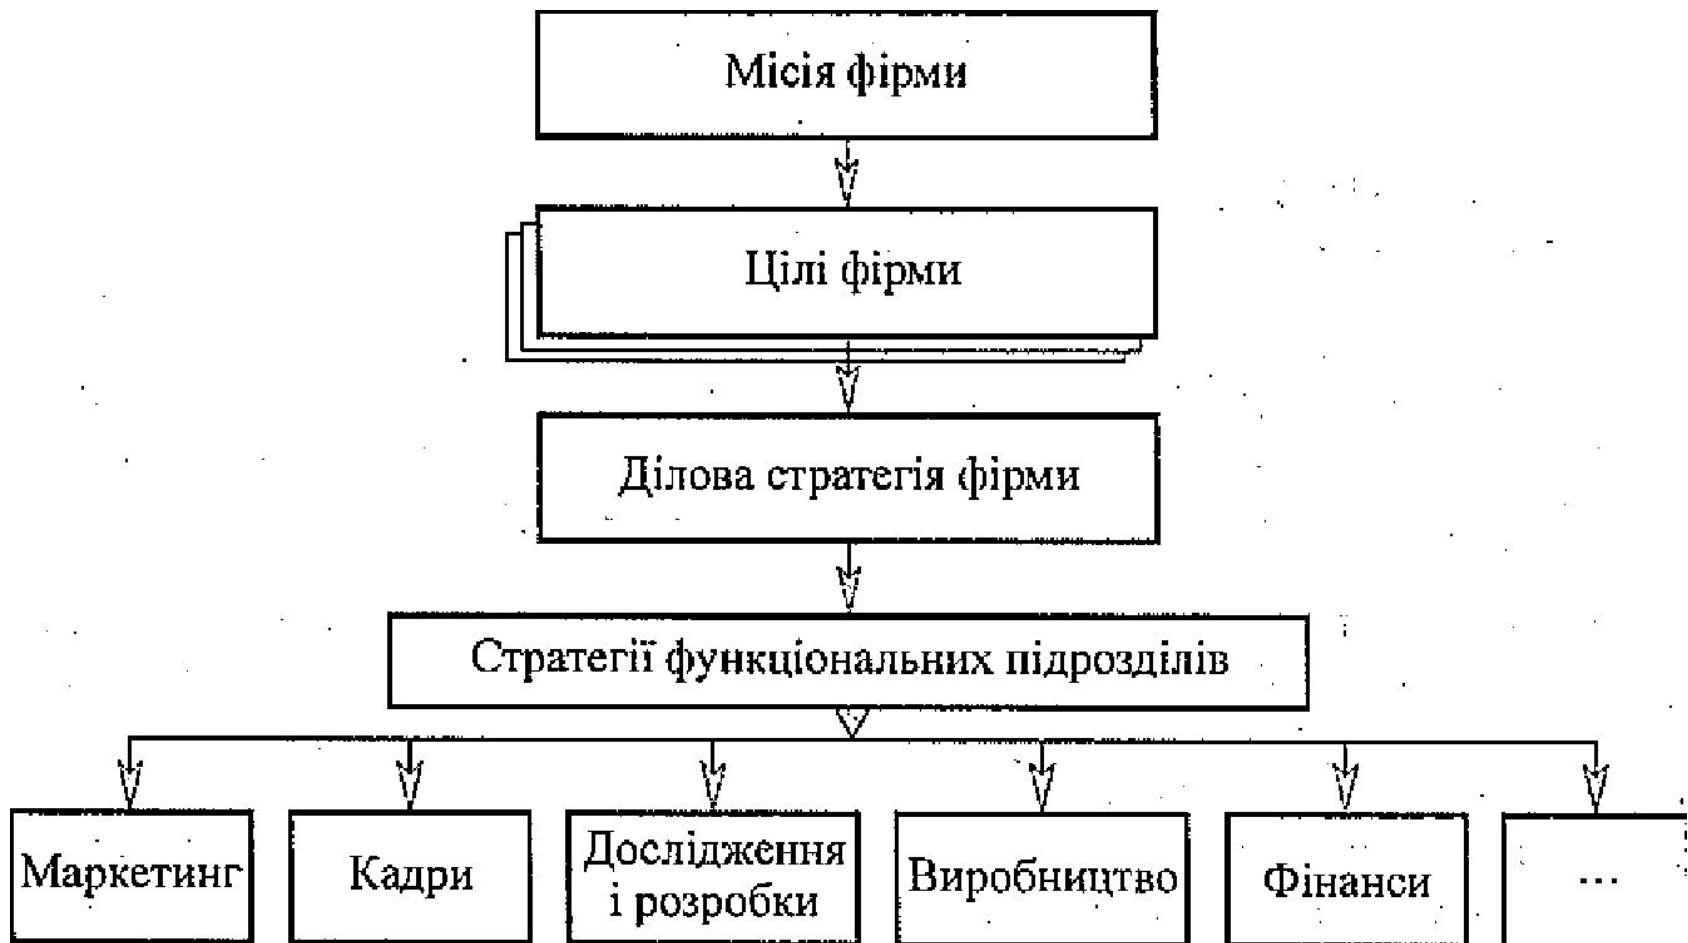 Місія фірми
Цілі фірми
Ділова стратегія фірми
Стратегії функціональних підрозділів
Маркетинг
Кадри
Дослідження
і розробки
Виробництво
Фінанси
...